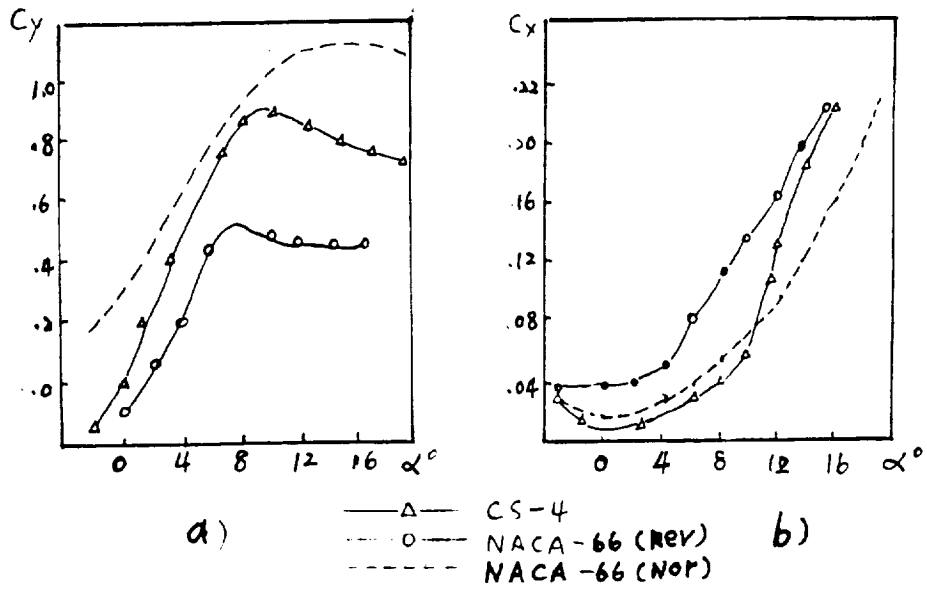 Cy
1.0
.8
.6
.4
.2
.0
0 4 8 12 16 α°
a)
Cx
.22
.20
.16
.12
.08
.04
0 4 8 12 16 α°
b)
CS-4
NACA-66 (Rev)
NACA-66 (Nor)